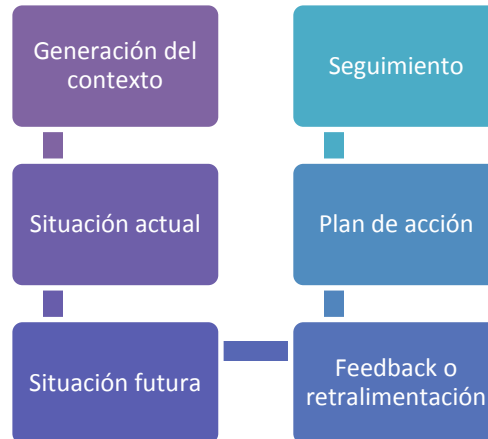 Generación del
contexto
Situación actual
Situación futura
Feedback o
retralimentación
Plan de acción
Seguimiento